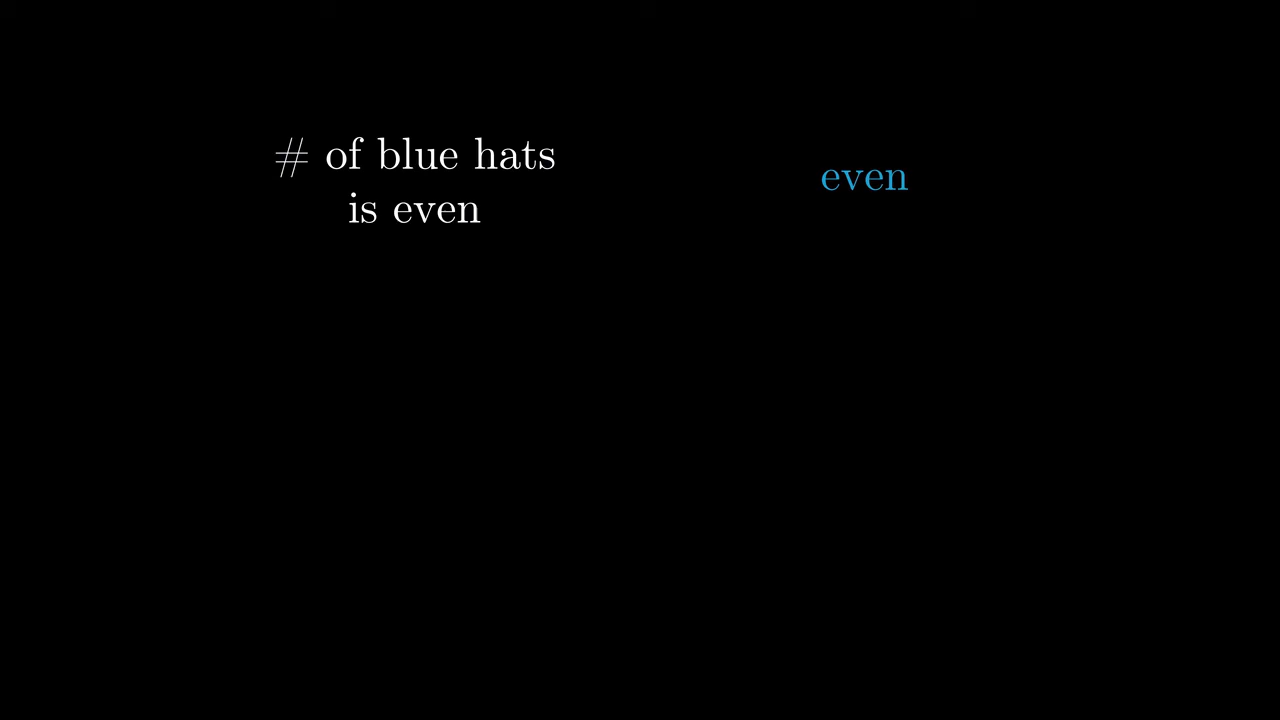 # of blue hats
is even
even